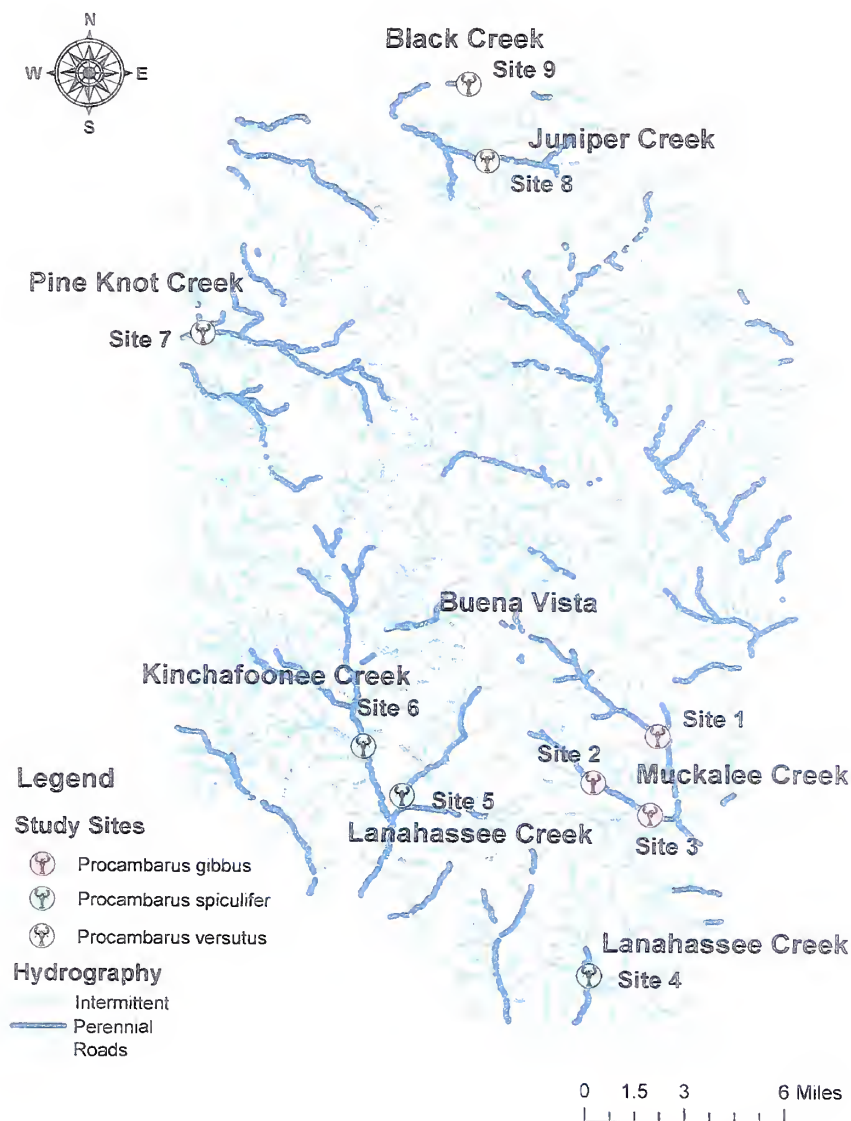 N
W E
S
Black Creek
Site 9
Juniper Creek
Site 8
Pine Knot Creek
Site 7
Buena Vista
Kinchafoonee Creek
Site 6
Site 1
Site 2
Muckalee Creek
Site 5
Lanahassee Creek
Site 3
Lanahassee Creek
Site 4
Legend
Study Sites
Procambarus gibbus
Procambarus spiculifer
Procambarus versutus
Hydrography
Intermittent
Perennial
Roads
0 1.5 3 6 Miles